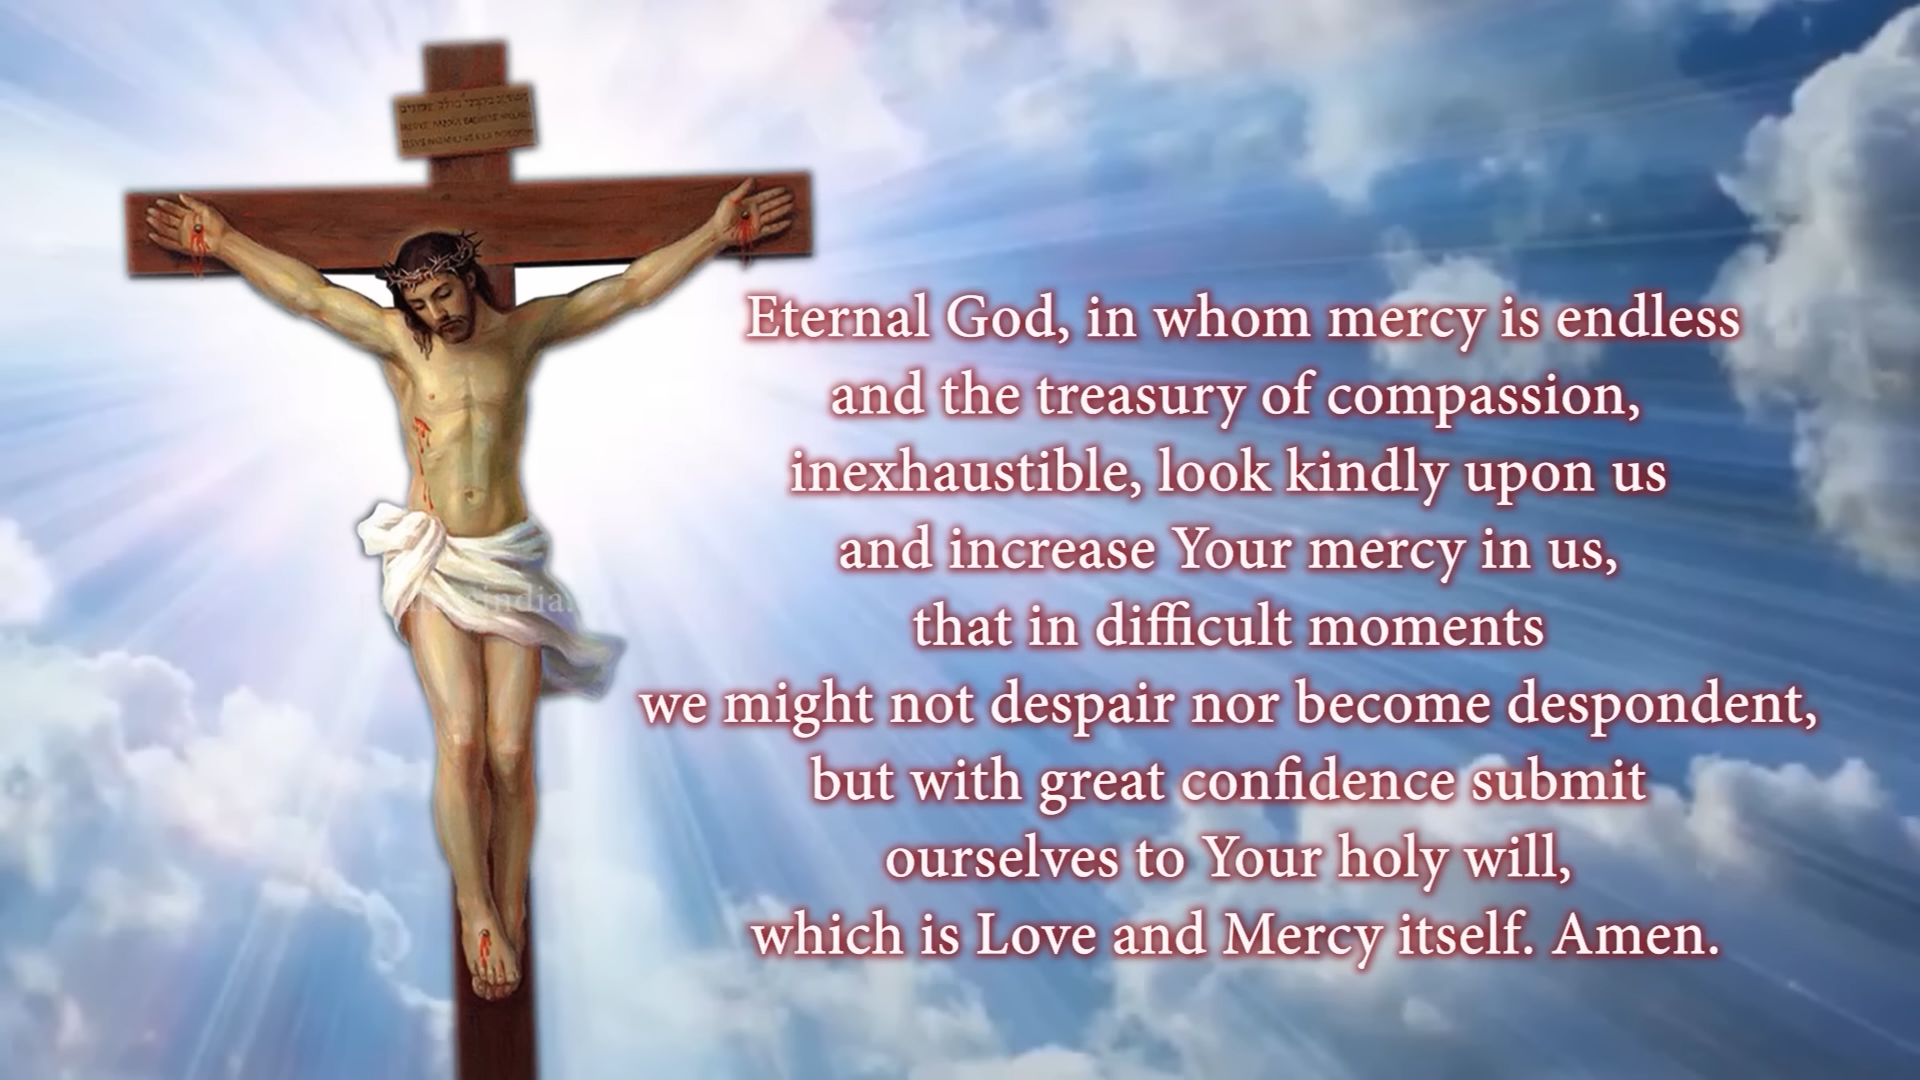 Eternal God, in whom mercy is endless
and the treasury of compassion,
inexhaustible, look kindly upon us
and increase Your mercy in us,
that in difficult moments
we might not despair nor become despondent,
but with great confidence submit
ourselves to Your holy will,
which is Love and Mercy itself. Amen.